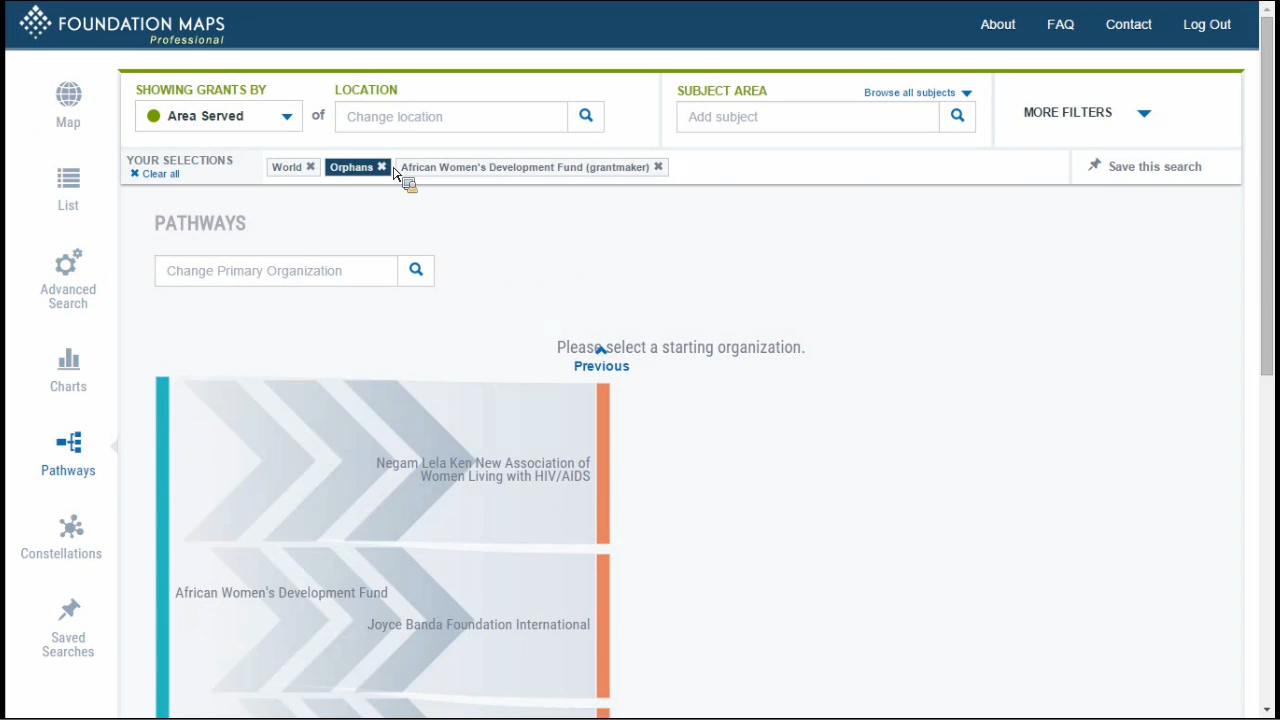 FOUNDATION MAPS
Professional
About FAQ Contact Log Out
SHOWING GRANTS BY
Area Served
of
LOCATION
Change location
SUBJECT AREA
Browse all subjects
Add subject
MORE FILTERS
YOUR SELECTIONS
Clear all
World
Orphans
African Women's Development Fund (grantmaker)
Save this search
Map
List
Advanced
Search
Charts
Pathways
Constellations
Saved
Searches
PATHWAYS
Change Primary Organization
Please select a starting organization.
Previous
Negam Lela Ken New Association of
Women Living with HIV/AIDS
African Women's Development Fund
Joyce Banda Foundation International